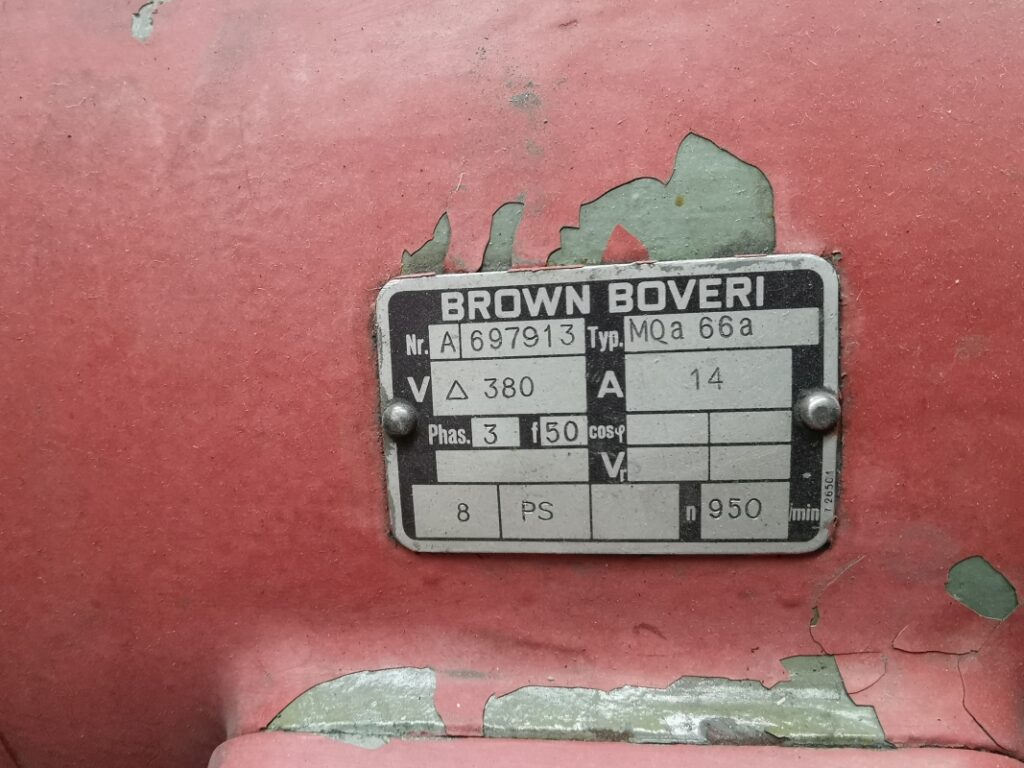 BROWN BOVERI
Nr. A 697913 Typ. MQa 66a
V △ 380 A 14
Phas. 3 f 50 cosφ
Vr
8 PS n 950 /min